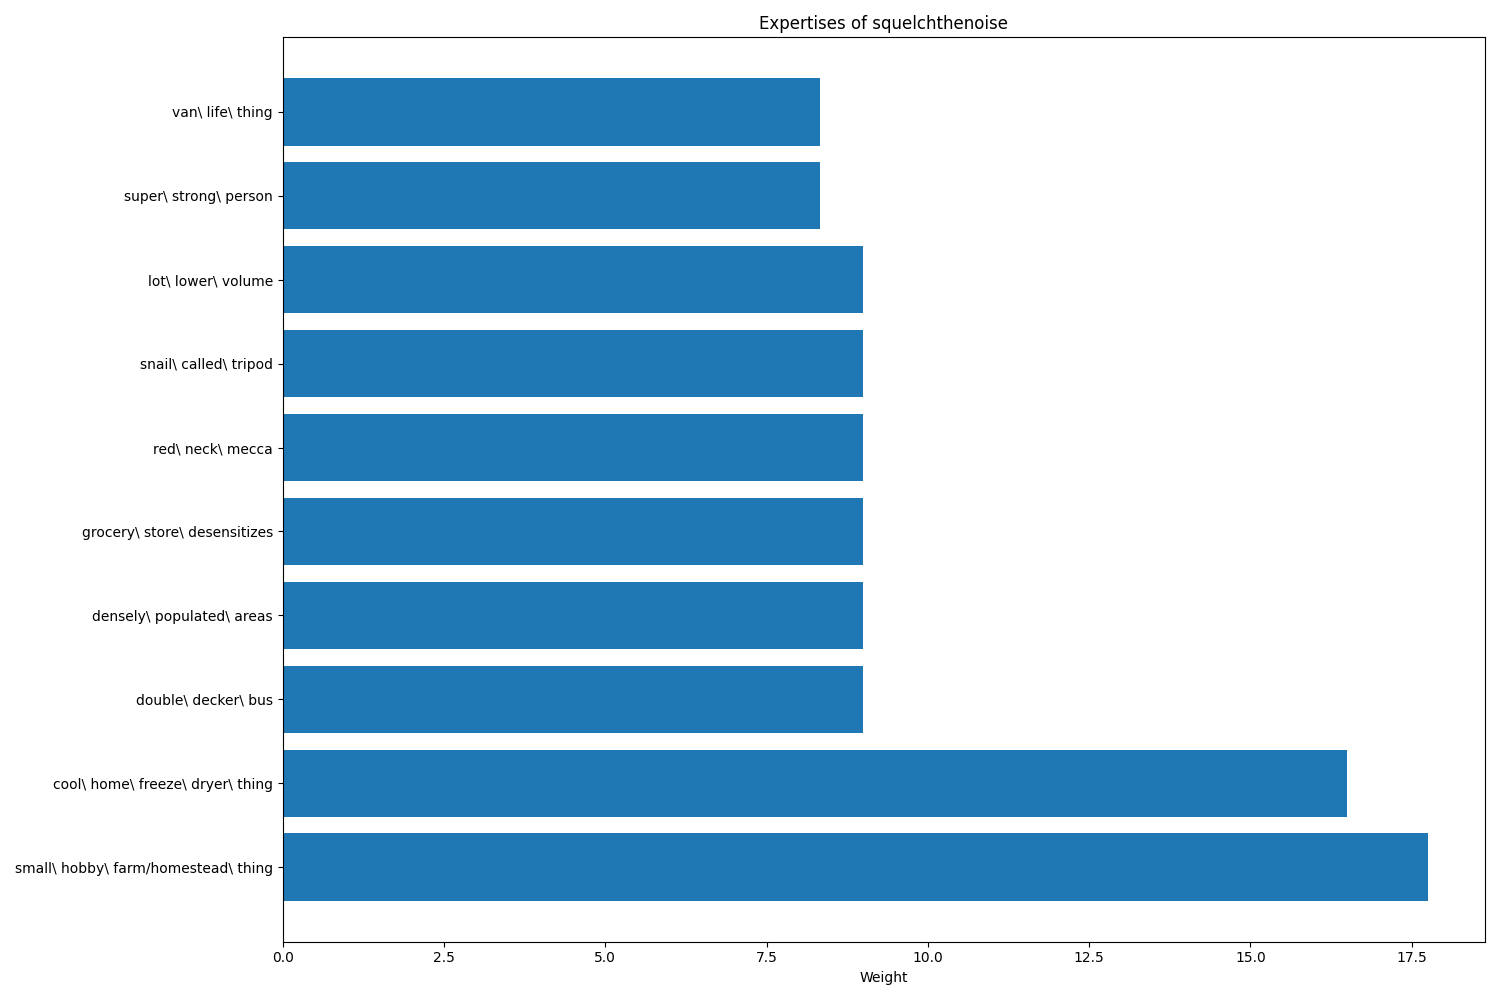 Expertises of squelchthenoise
van\ life\ thing
super\ strong\ person
lot\ lower\ volume
snail\ called\ tripod
red\ neck\ mecca
grocery\ store\ desensitizes
densely\ populated\ areas
double\ decker\ bus
cool\ home\ freeze\ dryer\ thing
small\ hobby\ farm/homestead\ thing
0.0 2.5 5.0 7.5 10.0 12.5 15.0 17.5
Weight